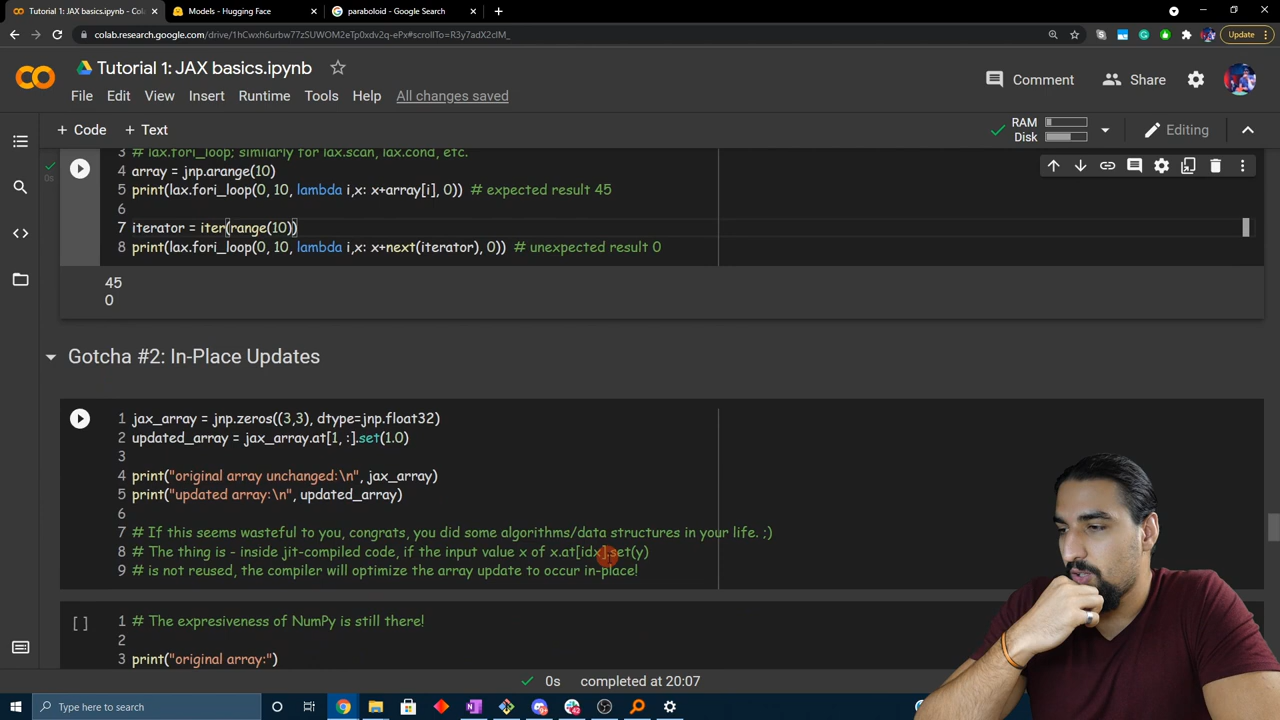 Tutorial 1: JAX basics.ipynb - Co
Models - Hugging Face
paraboloid - Google Search
colab.research.google.com/drive/1hCwxh6urbw77zSUWOM2eTp0xdv2q-ePx#scrollTo=R3y7adX2clM_
Update
Tutorial 1: JAX basics.ipynb
File Edit View Insert Runtime Tools Help All changes saved
Comment
Share
+ Code + Text
RAM
Disk
Editing
0s
3 # lax.fori_loop; similarly for lax.scan, lax.cond, etc.
4 array = jnp.arange(10)
5 print(lax.fori_loop(0, 10, lambda i,x: x+array[i], 0)) # expected result 45
6
7 iterator = iter(range(10))
8 print(lax.fori_loop(0, 10, lambda i,x: x+next(iterator), 0)) # unexpected result 0
45
0
Gotcha #2: In-Place Updates
1 jax_array = jnp.zeros((3,3), dtype=jnp.float32)
2 updated_array = jax_array.at[1, :].set(1.0)
3
4 print("original array unchanged:\n", jax_array)
5 print("updated array:\n", updated_array)
6
7 # If this seems wasteful to you, congrats, you did some algorithms/data structures in your life. ;)
8 # The thing is - inside jit-compiled code, if the input value x of x.at[idx].set(y)
9 # is not reused, the compiler will optimize the array update to occur in-place!
[ ] 1 # The expresiveness of NumPy is still there!
2
3 print("original array:")
0s completed at 20:07
Type here to search